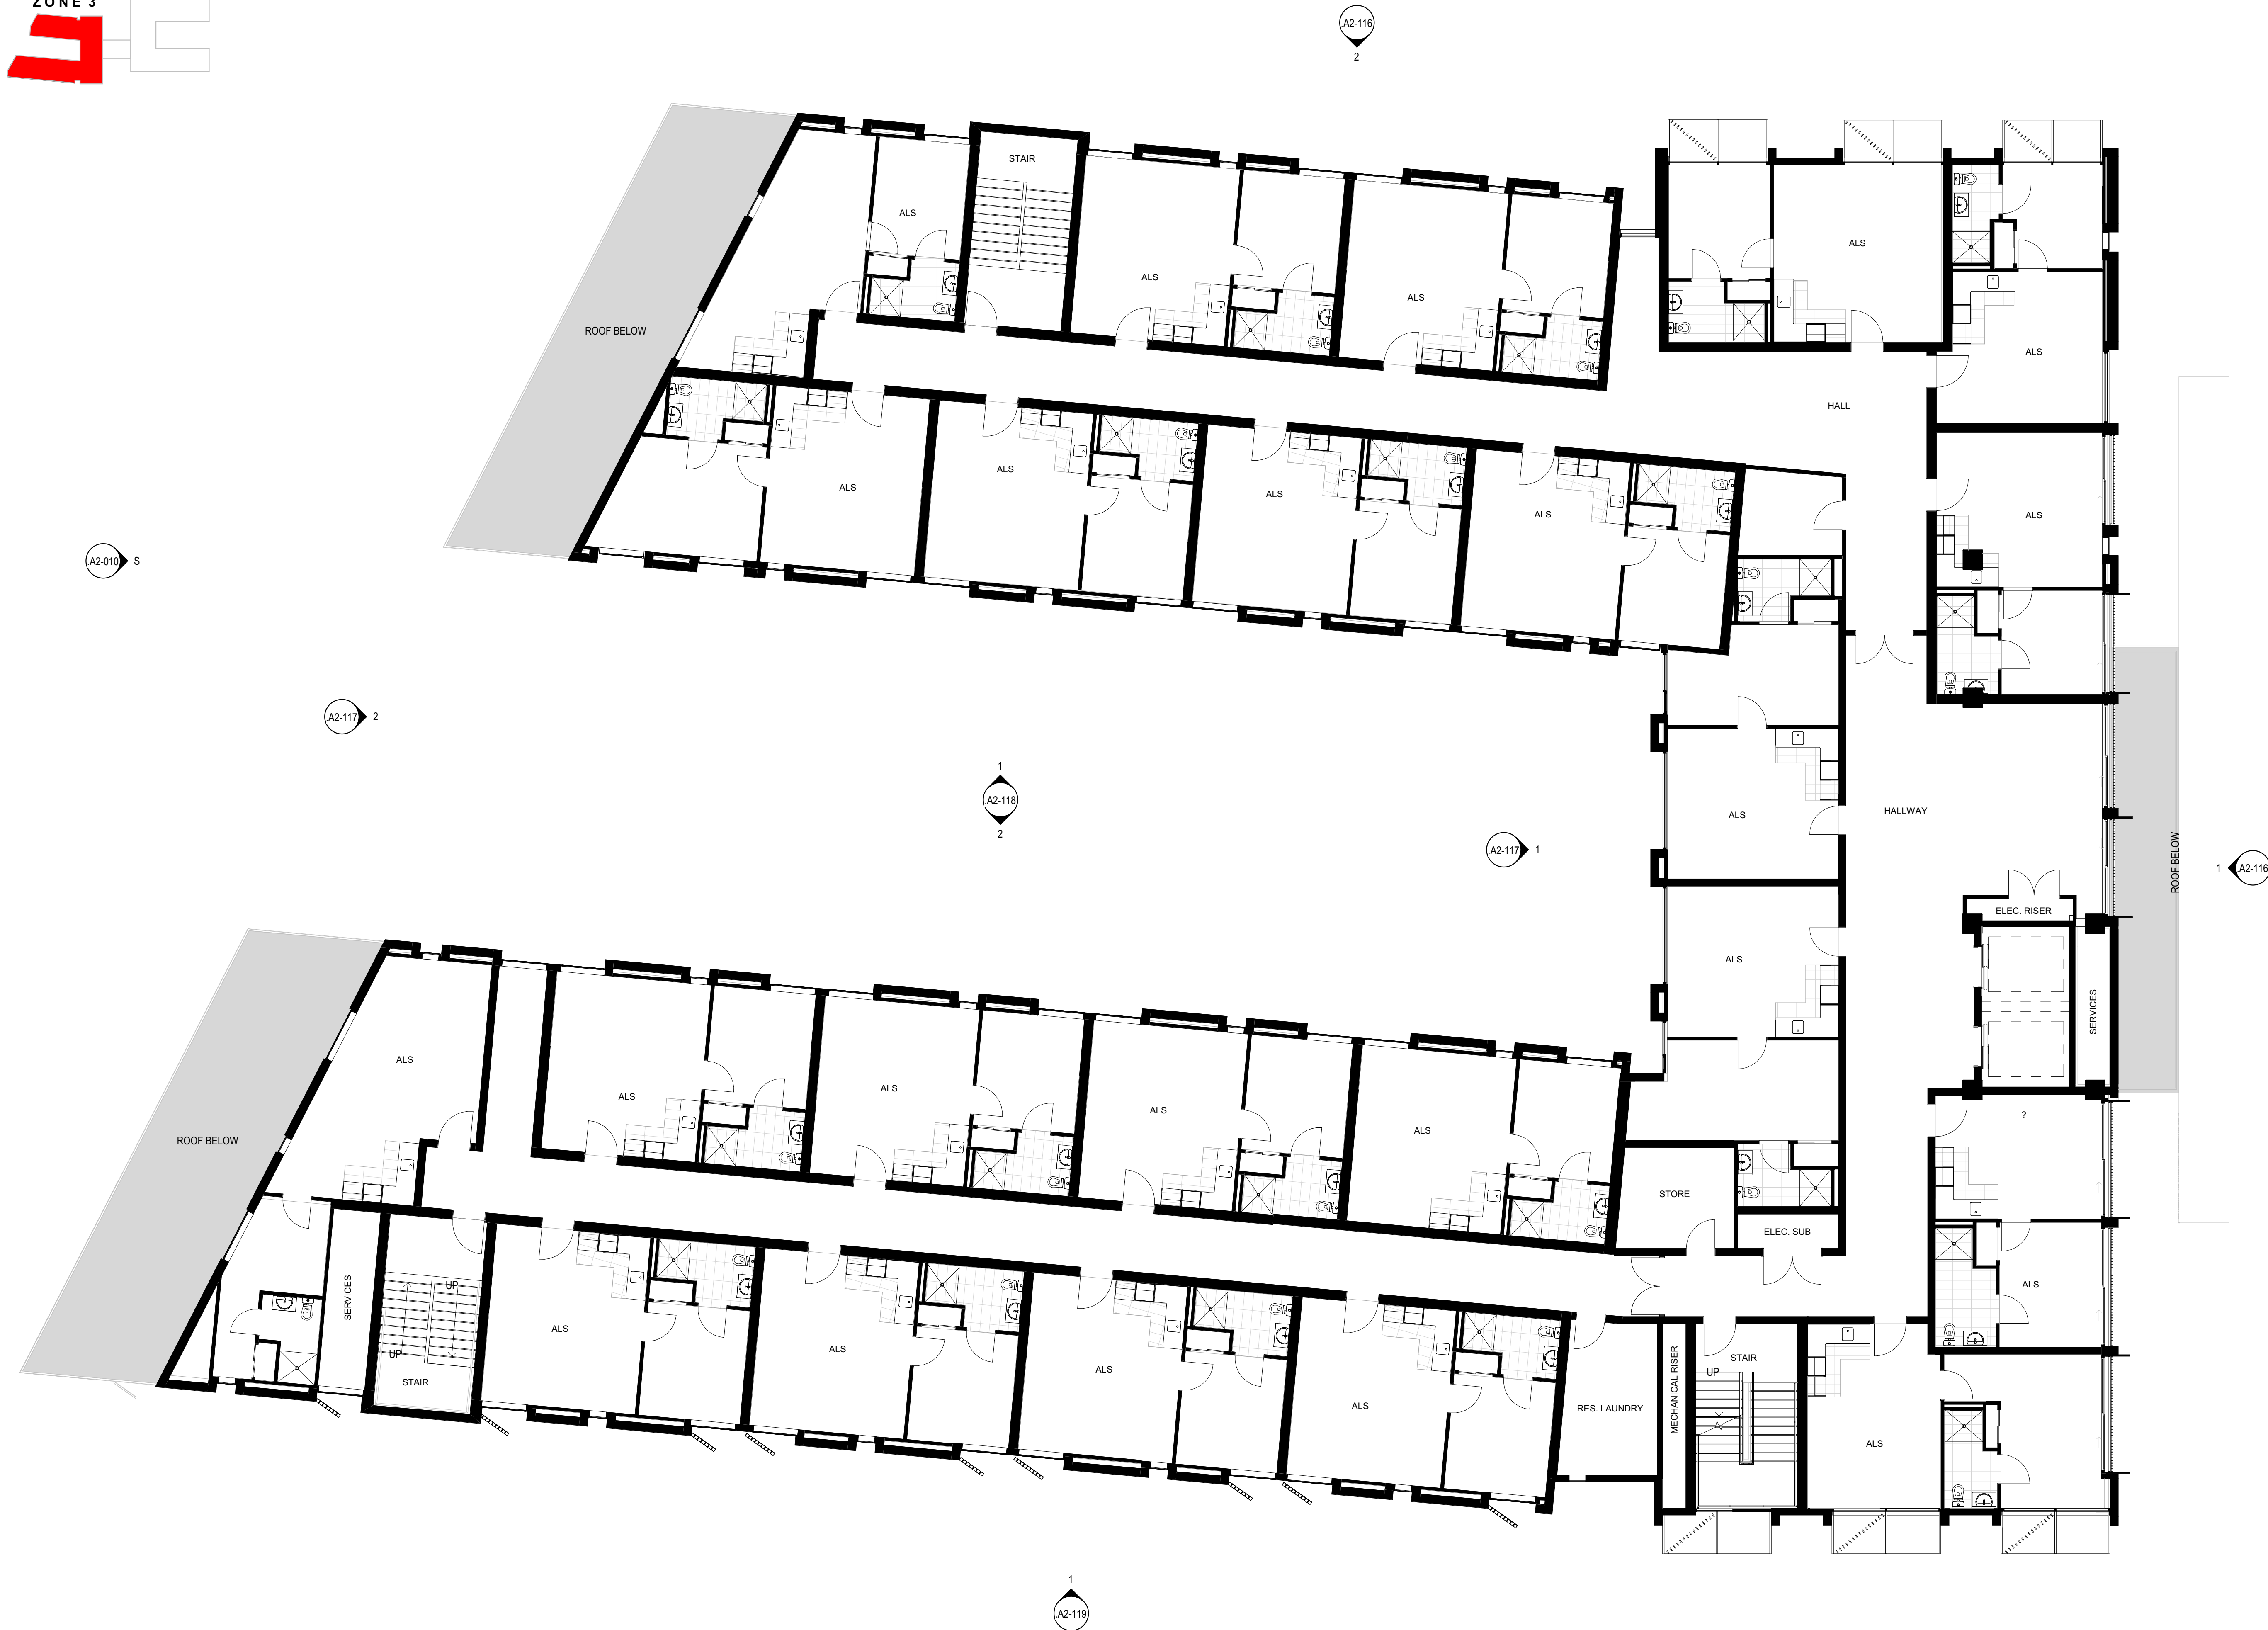 ZONE 3
.A2-116
2
STAIR
ALS
ALS
ALS
ALS
ROOF BELOW
ALS
HALL
ALS
ALS
ALS
ALS
ALS
.A2-010
S
.A2-117
2
1
.A2-118
2
.A2-117
1
ALS
HALLWAY
ROOF BELOW
1
.A2-116
ELEC. RISER
ALS
SERVICES
ALS
ALS
ALS
ALS
ALS
?
ROOF BELOW
STORE
ELEC. SUB
UP
UP
STAIR
SERVICES
ALS
ALS
ALS
ALS
ALS
RES. LAUNDRY
MECHANICAL RISER
STAIR
UP
ALS
1
.A2-119